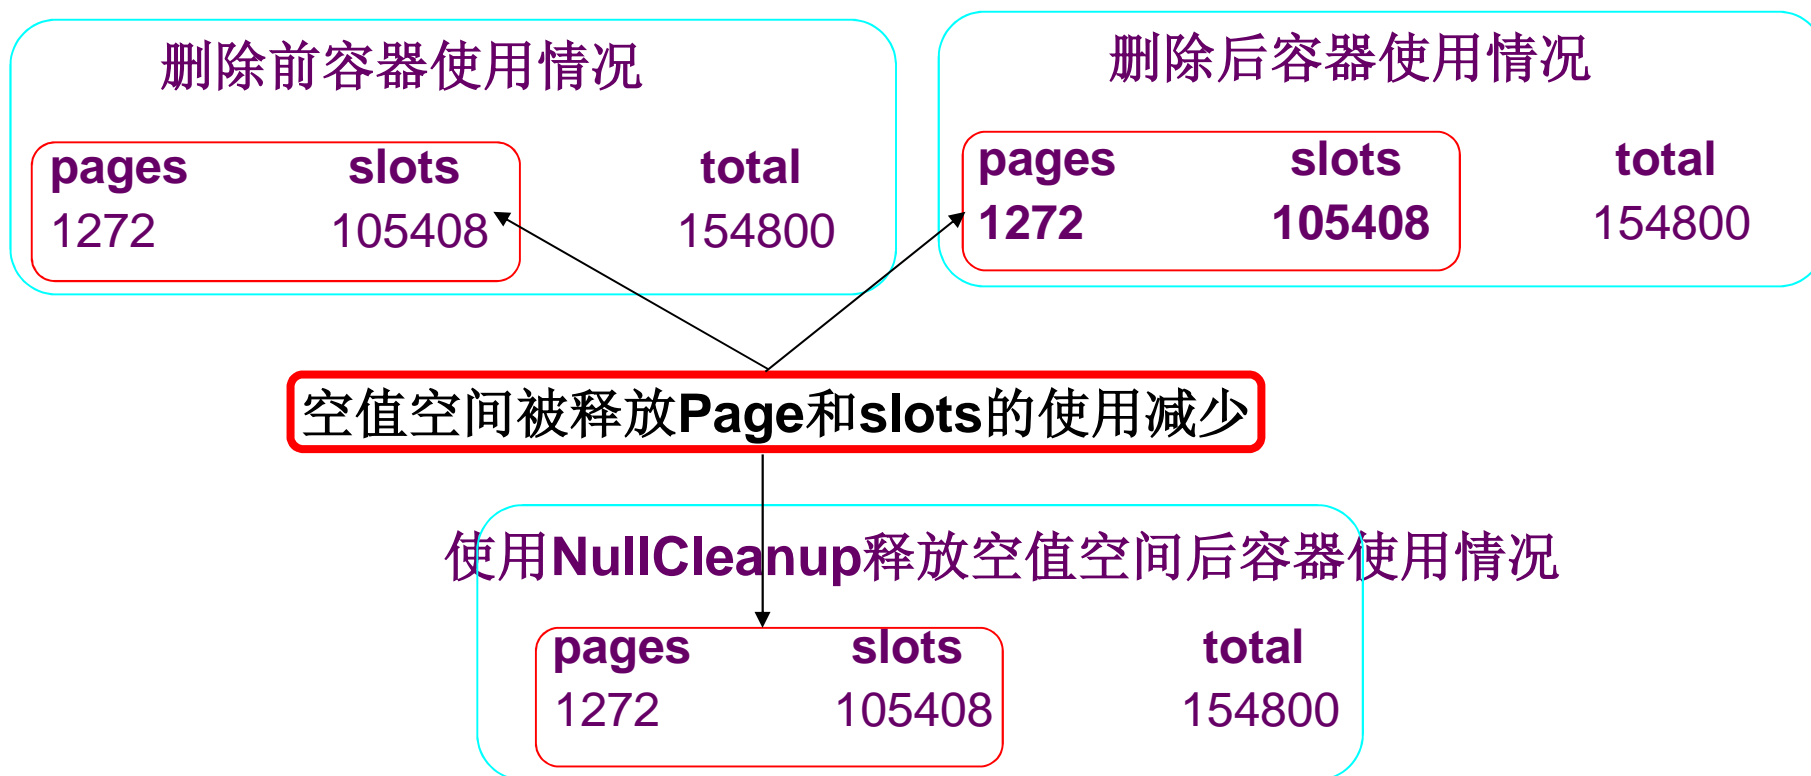 删除前容器使用情况
pages slots total
1272 105408 154800
删除后容器使用情况
pages slots total
1272 105408 154800
空值空间被释放Page和slots的使用减少
使用NullCleanup释放空值空间后容器使用情况
pages slots total
1272 105408 154800